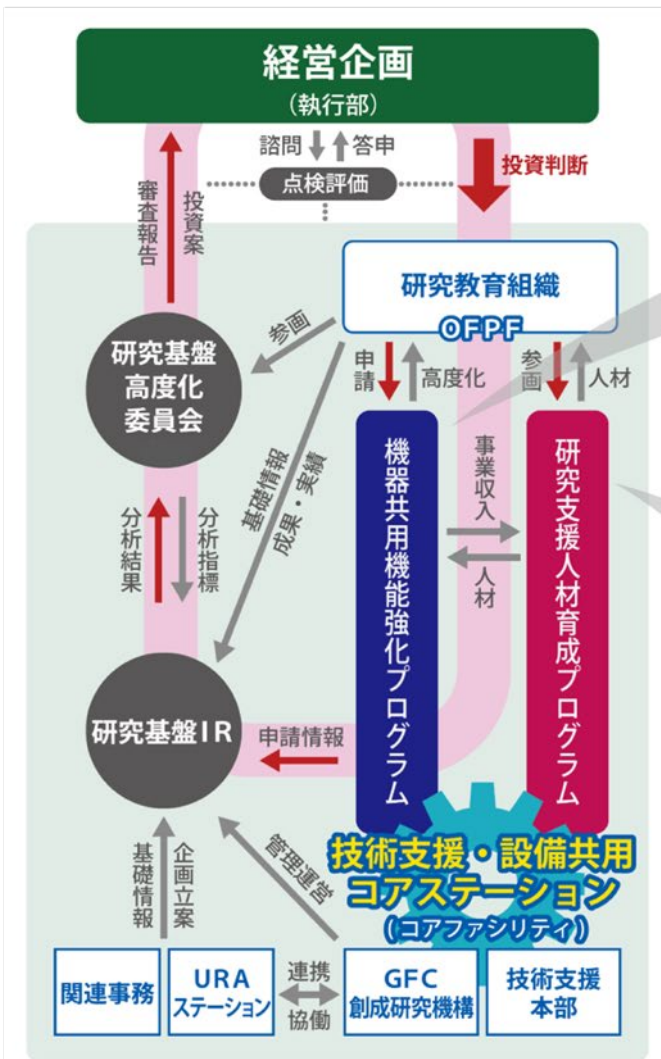 経営企画
（執行部）
諮問
答申
点検評価
投資判断
審査報告
投資案
研究教育組織
OFPF
研究基盤
高度化
委員会
参画
申請
高度化
参画
人材
基礎情報
成果・実績
機器共用機能強化プログラム
事業収入
人材
研究支援人材育成プログラム
分析結果
分析指標
研究基盤IR
申請情報
技術支援・設備共用
コアステーション
（コアファシリティ）
基礎情報
企画立案
管理運営
関連事務
URA
ステーション
連携
協働
GFC
創成研究機構
技術支援
本部